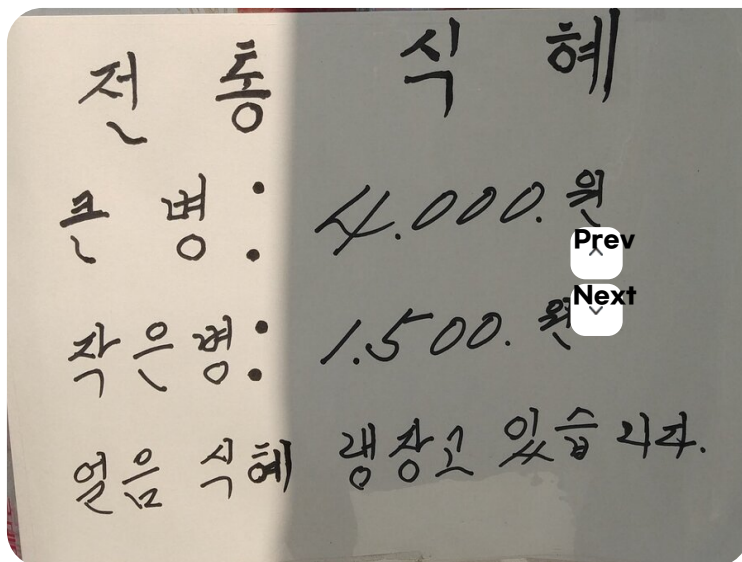 전통 식혜
큰병: 4.000.원
Prev
Next
작은병: 1.500.원
얼음 식혜 랭장고 있습니다.